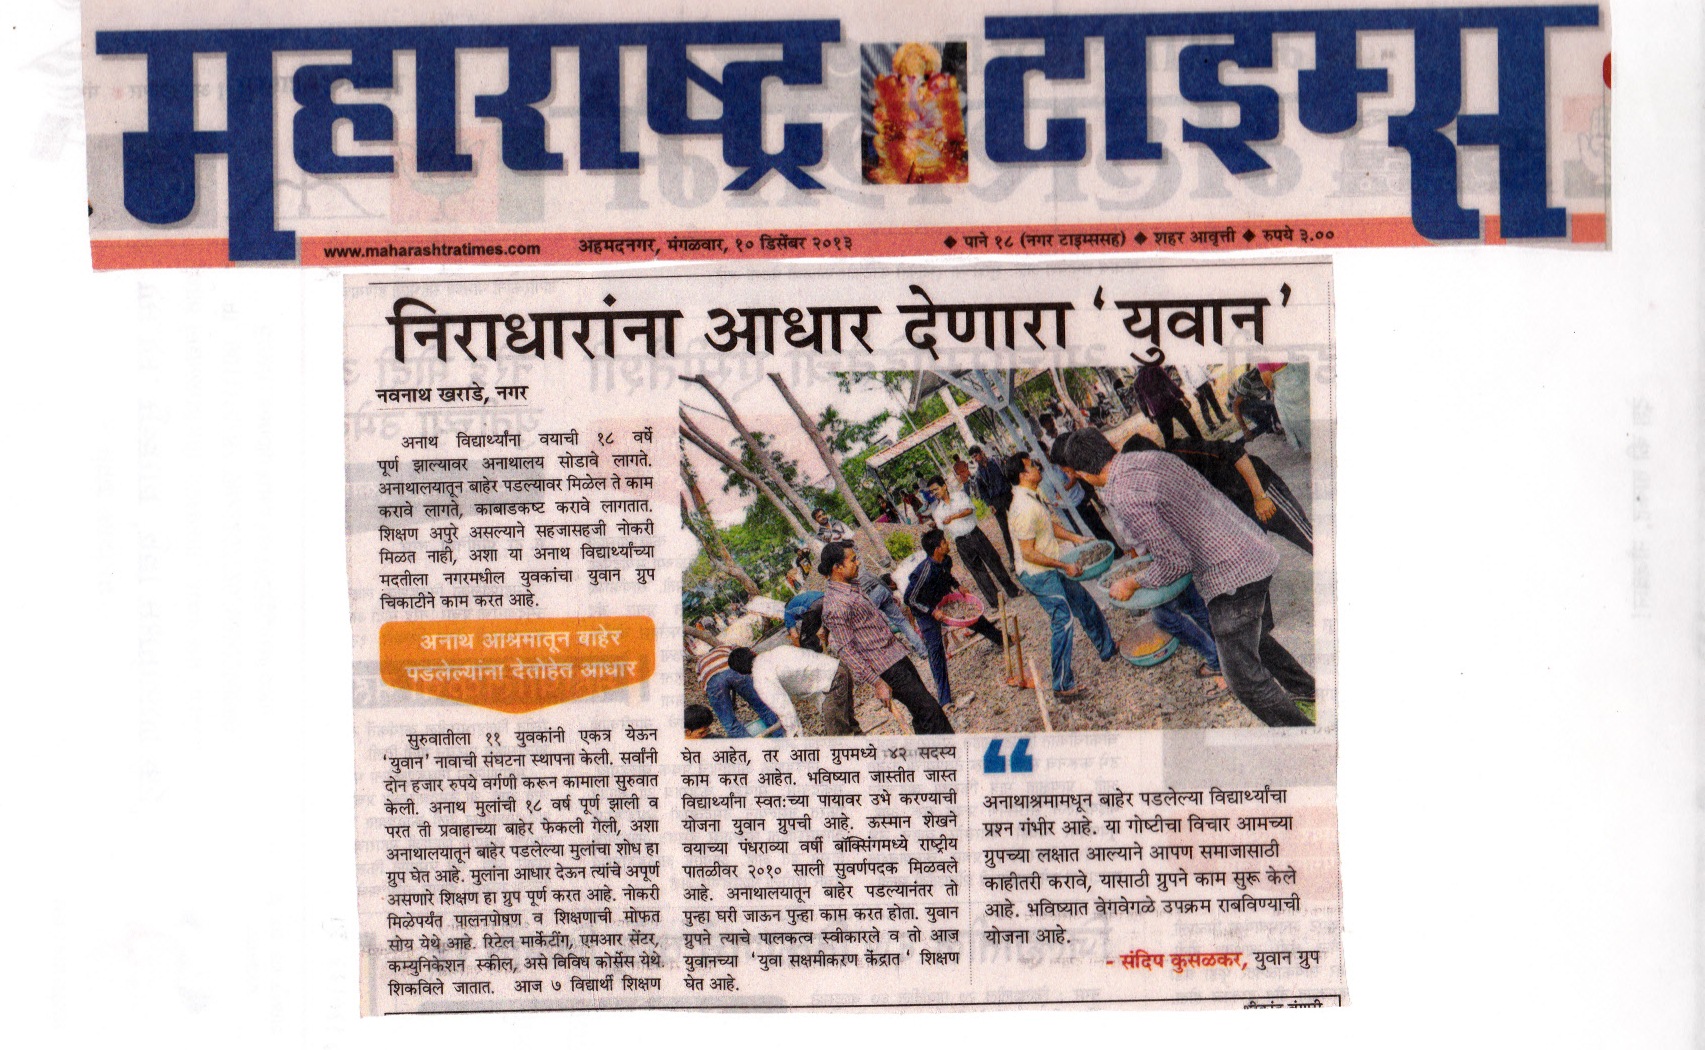 महाराष्ट्र टाइम्स
www.maharashtratimes.com अहमदनगर, मंगळवार, १० डिसेंबर २०१३ ◆ पाने १८ (नगर टाइम्ससह) ◆ शहर आवृत्ती ◆ रुपये ३.००
निराधारांना आधार देणारा ‘युवान’
नवनाथ खराडे, नगर
अनाथ विद्यार्थ्यांना वयाची १८ वर्षे
पूर्ण झाल्यावर अनाथालय सोडावे लागते.
अनाथालयातून बाहेर पडल्यावर मिळेल ते काम
करावे लागते, काबाडकष्ट करावे लागतात.
शिक्षण अपुरे असल्याने सहजासहजी नोकरी
मिळत नाही, अशा या अनाथ विद्यार्थ्यांच्या
मदतीला नगरमधील युवकांचा युवान ग्रुप
चिकाटीने काम करत आहे.
अनाथ आश्रमातून बाहेर
पडलेल्यांना देतोहेत आधार
सुरुवातीला ११ युवकांनी एकत्र येऊन
‘युवान’ नावाची संघटना स्थापना केली. सर्वांनी
दोन हजार रुपये वर्गणी करून कामाला सुरुवात
केली. अनाथ मुलांची १८ वर्ष पूर्ण झाली व
परत ती प्रवाहाच्या बाहेर फेकली गेली, अशा
अनाथालयातून बाहेर पडलेल्या मुलांचा शोध हा
ग्रुप घेत आहे. मुलांना आधार देऊन त्यांचे अपूर्ण
असणारे शिक्षण हा ग्रुप पूर्ण करत आहे. नोकरी
मिळेपर्यंत पालनपोषण व शिक्षणाची मोफत
सोय येथे आहे. रिटेल मार्केटींग, एमआर सेंटर,
कम्युनिकेशन स्कील, असे विविध कोर्सेस येथे
शिकविले जातात. आज ७ विद्यार्थी शिक्षण
घेत आहेत, तर आता ग्रुपमध्ये ४२ सदस्य
काम करत आहेत. भविष्यात जास्तीत जास्त
विद्यार्थ्यांना स्वत:च्या पायावर उभे करण्याची
योजना युवान ग्रुपची आहे. ऊस्मान शेखने
वयाच्या पंधराव्या वर्षी बॉक्सिंगमध्ये राष्ट्रीय
पातळीवर २०१० साली सुवर्णपदक मिळवले
आहे. अनाथालयातून बाहेर पडल्यानंतर तो
पुन्हा घरी जाऊन पुन्हा काम करत होता. युवान
ग्रुपने त्याचे पालकत्व स्वीकारले व तो आज
युवानच्या ‘युवा सक्षमीकरण केंद्रात‘ शिक्षण
घेत आहे.
“
अनाथाश्रमामधून बाहेर पडलेल्या विद्यार्थ्यांचा
प्रश्न गंभीर आहे. या गोष्टीचा विचार आमच्या
ग्रुपच्या लक्षात आल्याने आपण समाजासाठी
काहीतरी करावे, यासाठी ग्रुपने काम सुरू केले
आहे. भविष्यात वेगवेगळे उपक्रम राबविण्याची
योजना आहे.
- संदिप कुसळकर, युवान ग्रुप